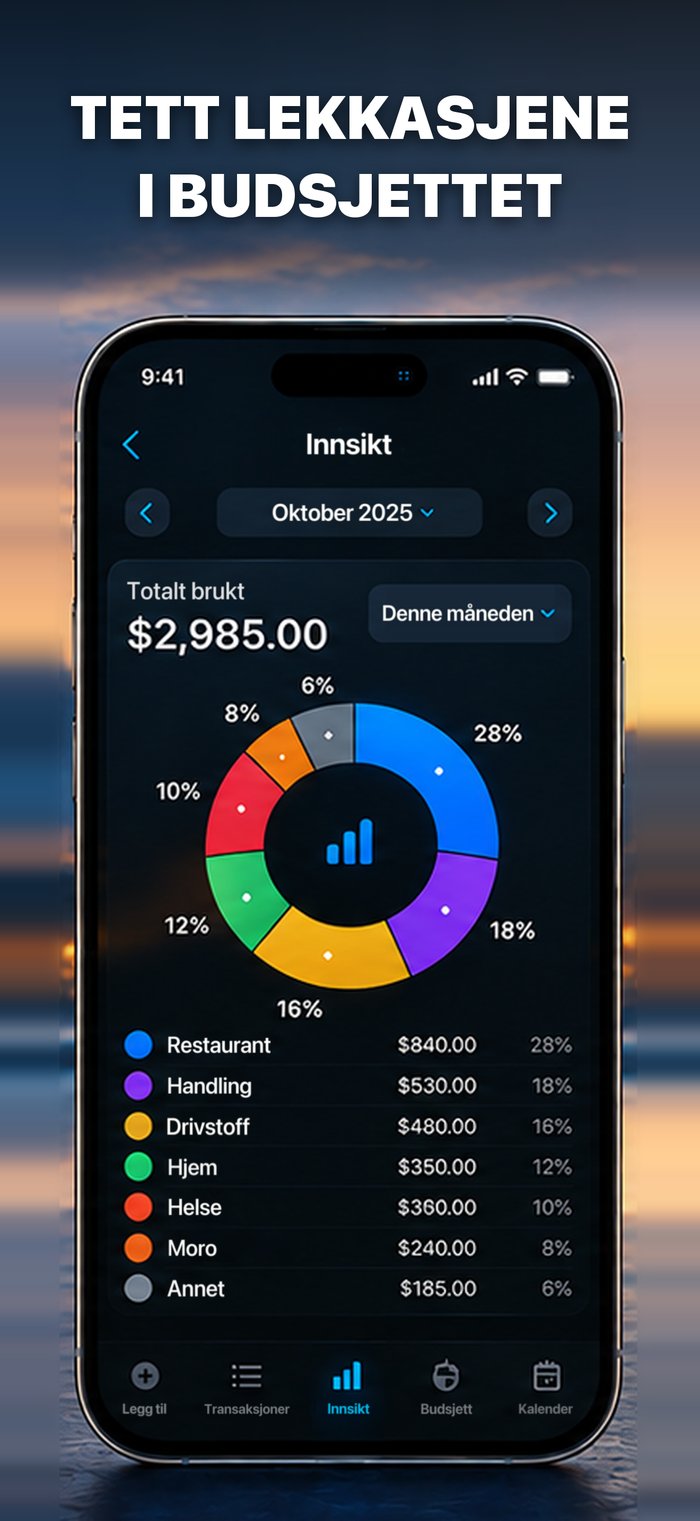 TETT LEKKASJENE
I BUDSJETTET
9:41
Innsikt
Oktober 2025
Totalt brukt
$2,985.00
Denne måneden
6%
8%
28%
10%
12%
18%
16%
Restaurant $840.00 28%
Handling $530.00 18%
Drivstoff $480.00 16%
Hjem $350.00 12%
Helse $360.00 10%
Moro $240.00 8%
Annet $185.00 6%
Legg til Transaksjoner Innsikt Budsjett Kalender